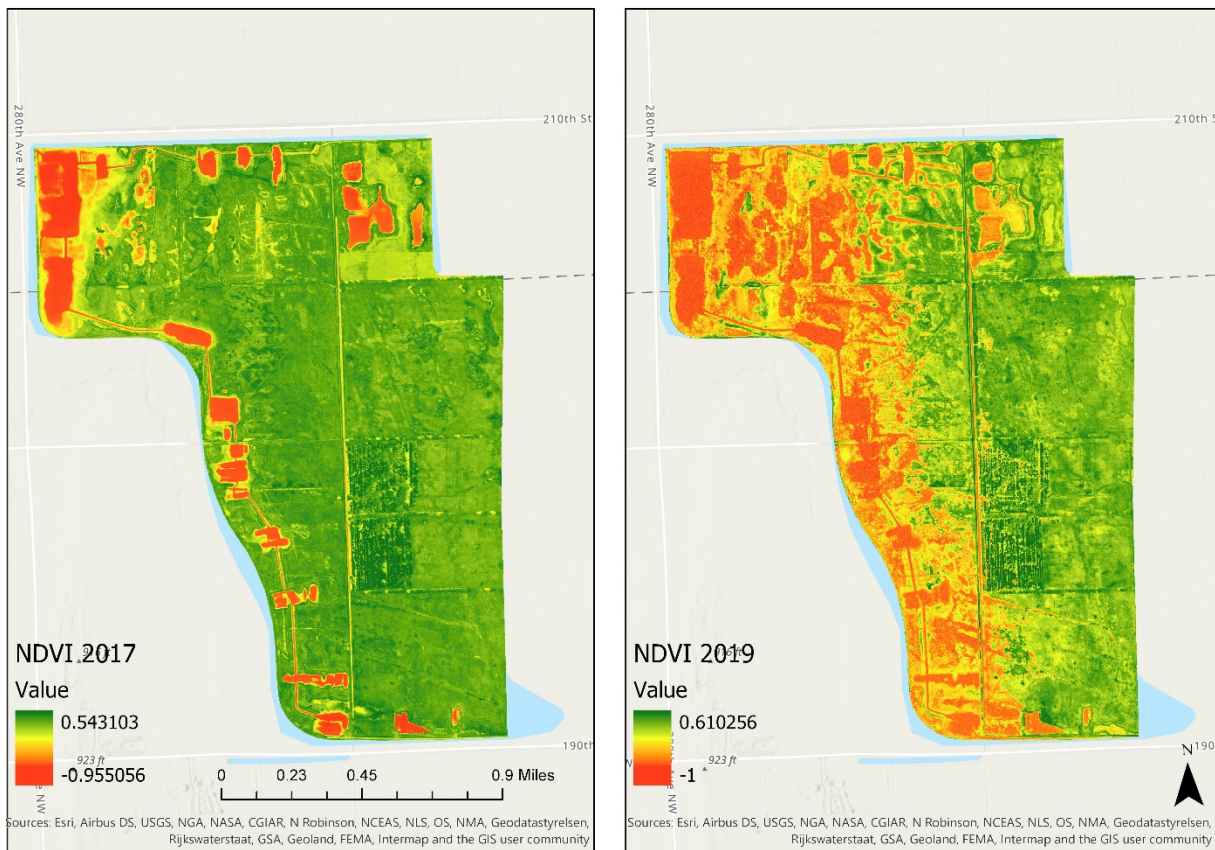 280th Ave NW
210th St
NDVI 2017
Value
0.543103
923 ft
-0.955056
0 0.23 0.45 0.9 Miles
190th
Sources: Esri, Airbus DS, USGS, NGA, NASA, CGIAR, N Robinson, NCEAS, NLS, OS, NMA, Geodatastyrelsen,
Rijkswaterstaat, GSA, Geoland, FEMA, Intermap and the GIS user community
280th Ave NW
210th St
NDVI 2019
Value
0.610256
923 ft
-1
190
N
Sources: Esri, Airbus DS, USGS, NGA, NASA, CGIAR, N Robinson, NCEAS, NLS, OS, NMA, Geodatastyrelsen,
Rijkswaterstaat, GSA, Geoland, FEMA, Intermap and the GIS user community